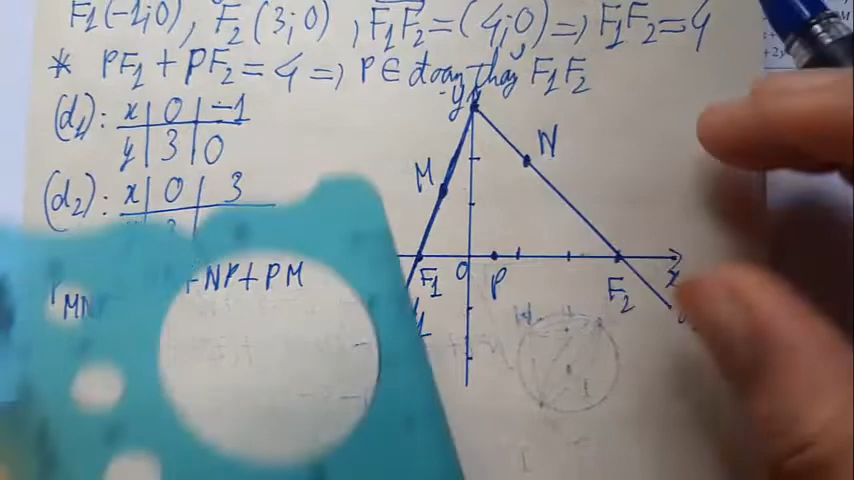 F₁(-1;0), F₂(3;0), F₁F₂=(4;0)=> F₁F₂=4
* PF₁ + PF₂ = 4 => P ∈ đoạn thẳng F₁F₂
(d₁): x | 0 | -1
y | 3 | 0
(d₂): x | 0 | 3
y
M
N
NP + PM
F₁
0
P
F₂
x